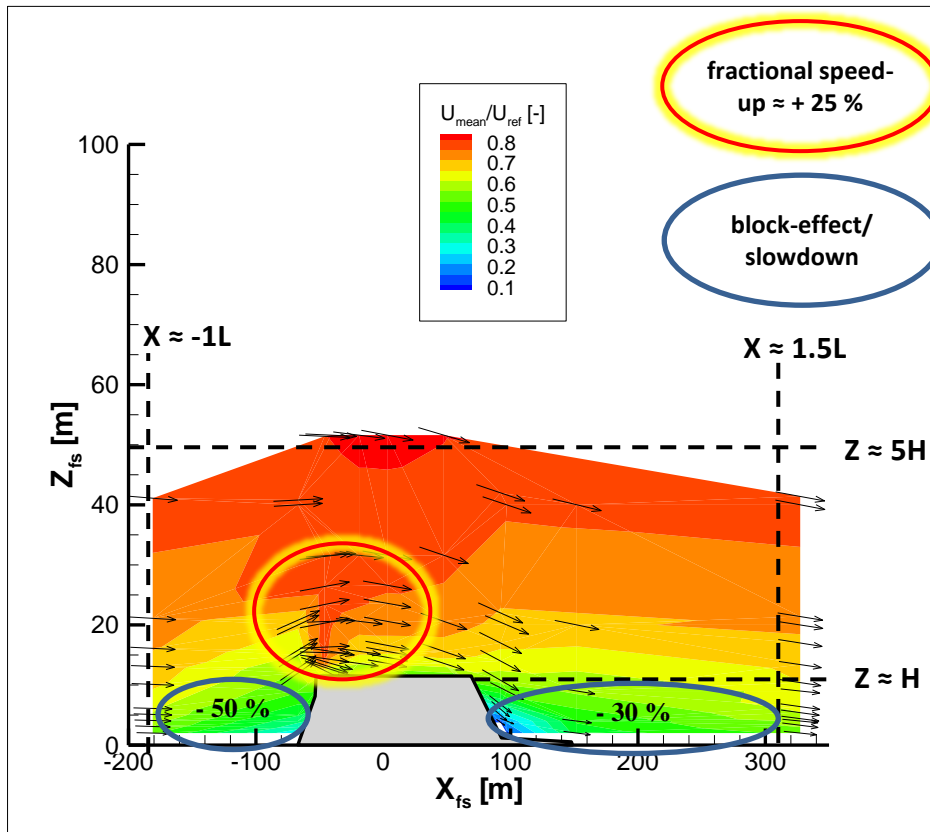 fractional speed-
up ≈ + 25 %
U_mean/U_ref [-]
0.8
0.7
0.6
0.5
0.4
0.3
0.2
0.1
block-effect/
slowdown
100
80
60
40
20
0
Z_fs [m]
X ≈ -1L
X ≈ 1.5L
Z ≈ 5H
Z ≈ H
- 50 %
- 30 %
-200
-100
0
100
200
300
X_fs [m]